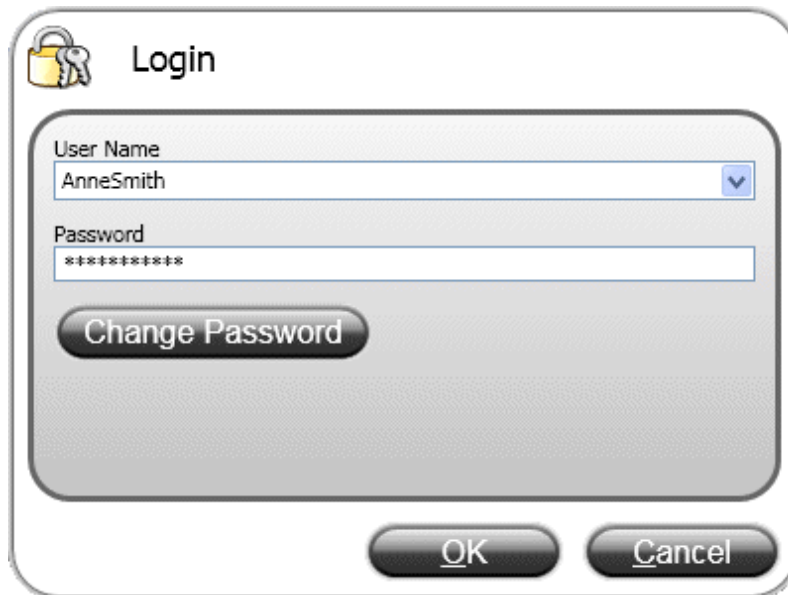 Login
User Name
AnneSmith
Password
***********
Change Password
OK
Cancel